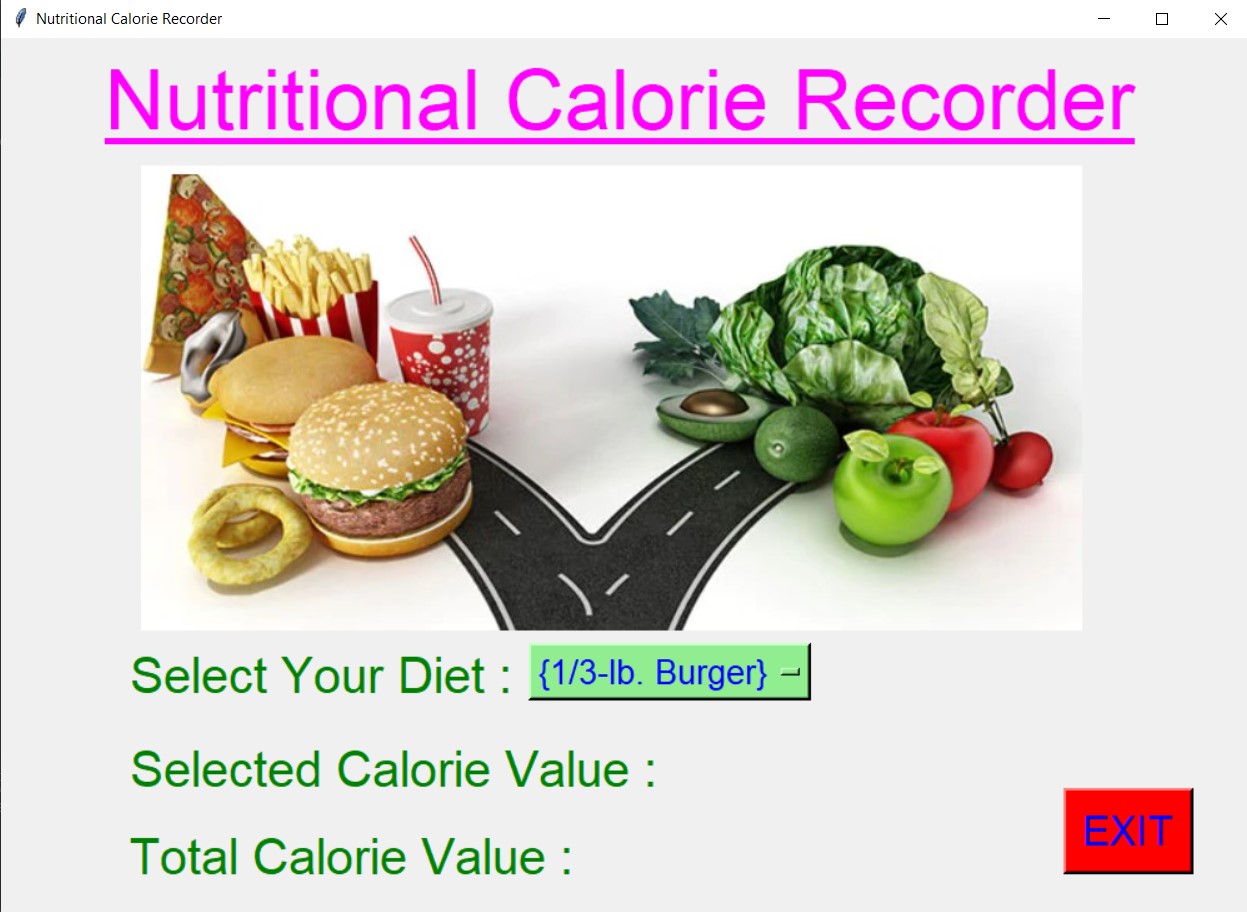 Nutritional Calorie Recorder
Nutritional Calorie Recorder
Select Your Diet : {1/3-lb. Burger}
Selected Calorie Value :
EXIT
Total Calorie Value :